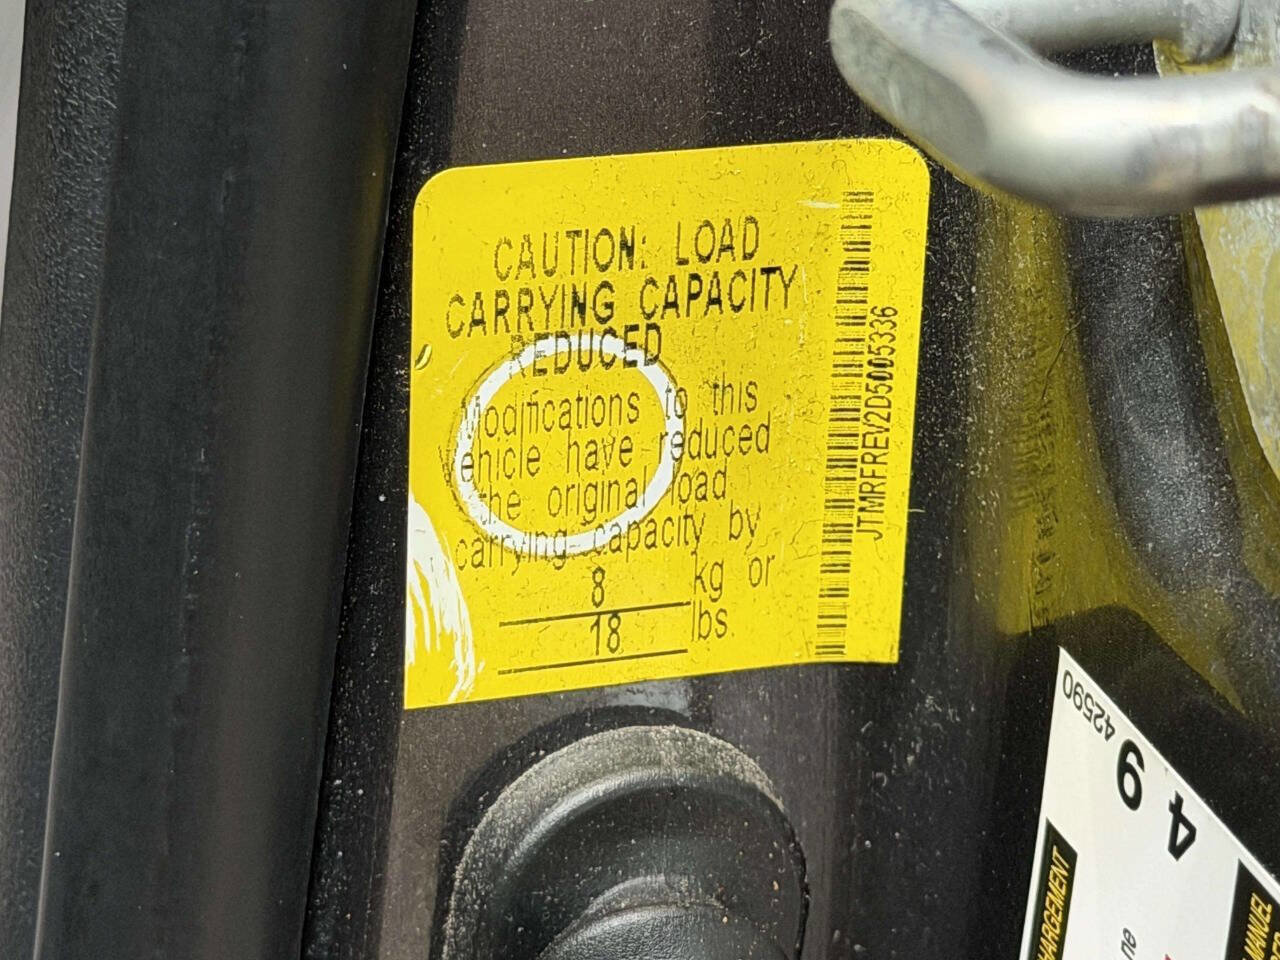 CAUTION: LOAD
CARRYING CAPACITY
REDUCED
Modifications to this
vehicle have reduced
the original load
carrying capacity by
8 kg or
18 lbs.
JTMRFREV2D5005336
42590
9
4
HARGEMENT
MANUEL